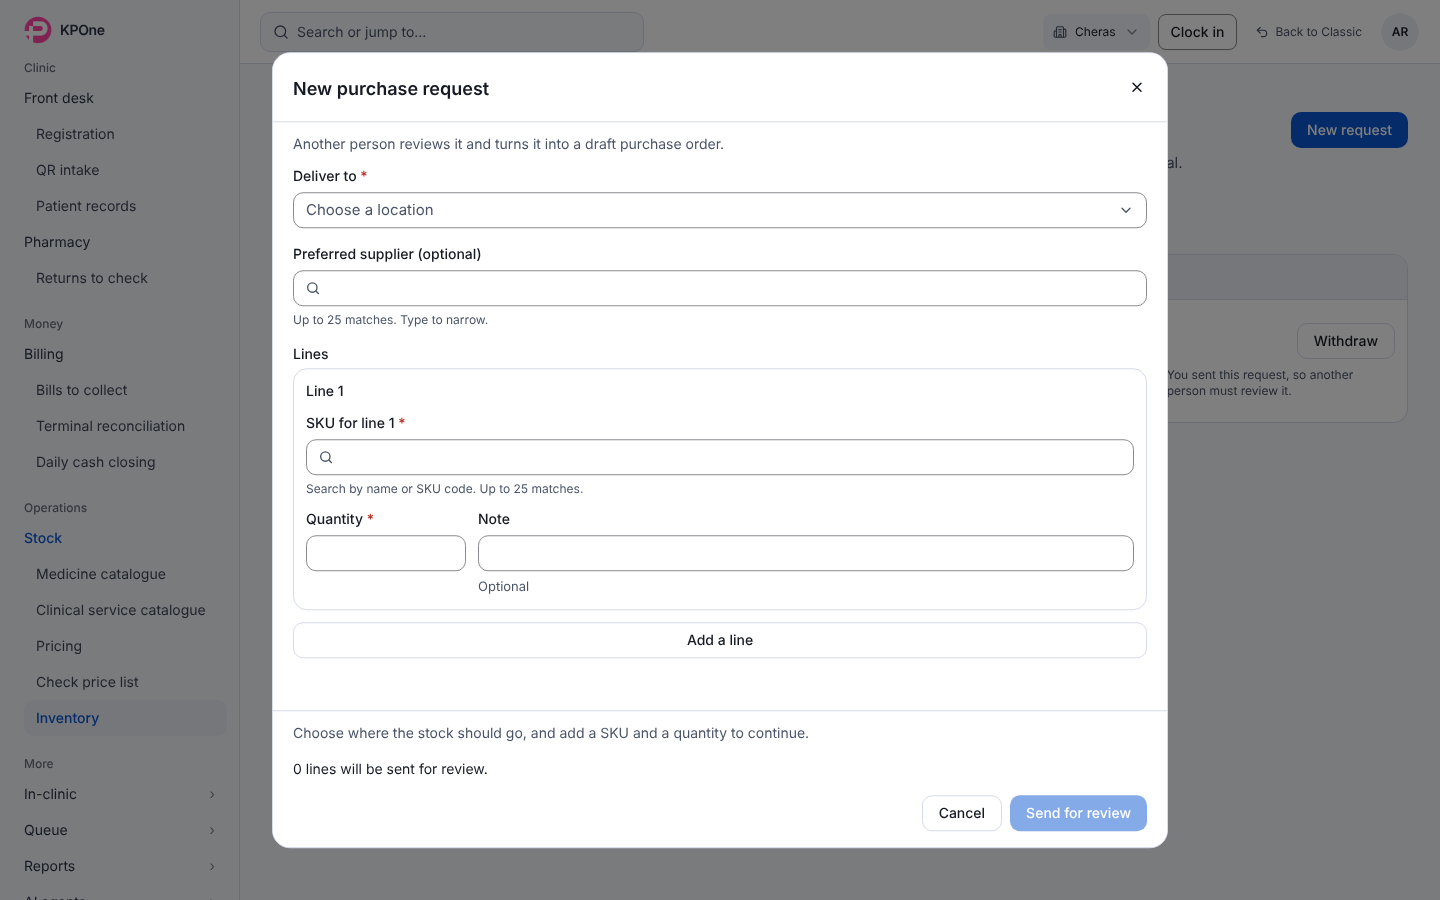 KPOne
Search or jump to...
Cheras
Clock in
Back to Classic
AR
Clinic
Front desk
Registration
QR intake
Patient records
Pharmacy
Returns to check
Money
Billing
Bills to collect
Terminal reconciliation
Daily cash closing
Operations
Stock
Medicine catalogue
Clinical service catalogue
Pricing
Check price list
Inventory
More
In-clinic
Queue
Reports
New request
al.
Withdraw
You sent this request, so another
person must review it.
New purchase request
Another person reviews it and turns it into a draft purchase order.
Deliver to *
Choose a location
Preferred supplier (optional)
Up to 25 matches. Type to narrow.
Lines
Line 1
SKU for line 1 *
Search by name or SKU code. Up to 25 matches.
Quantity *
Note
Optional
Add a line
Choose where the stock should go, and add a SKU and a quantity to continue.
0 lines will be sent for review.
Cancel
Send for review